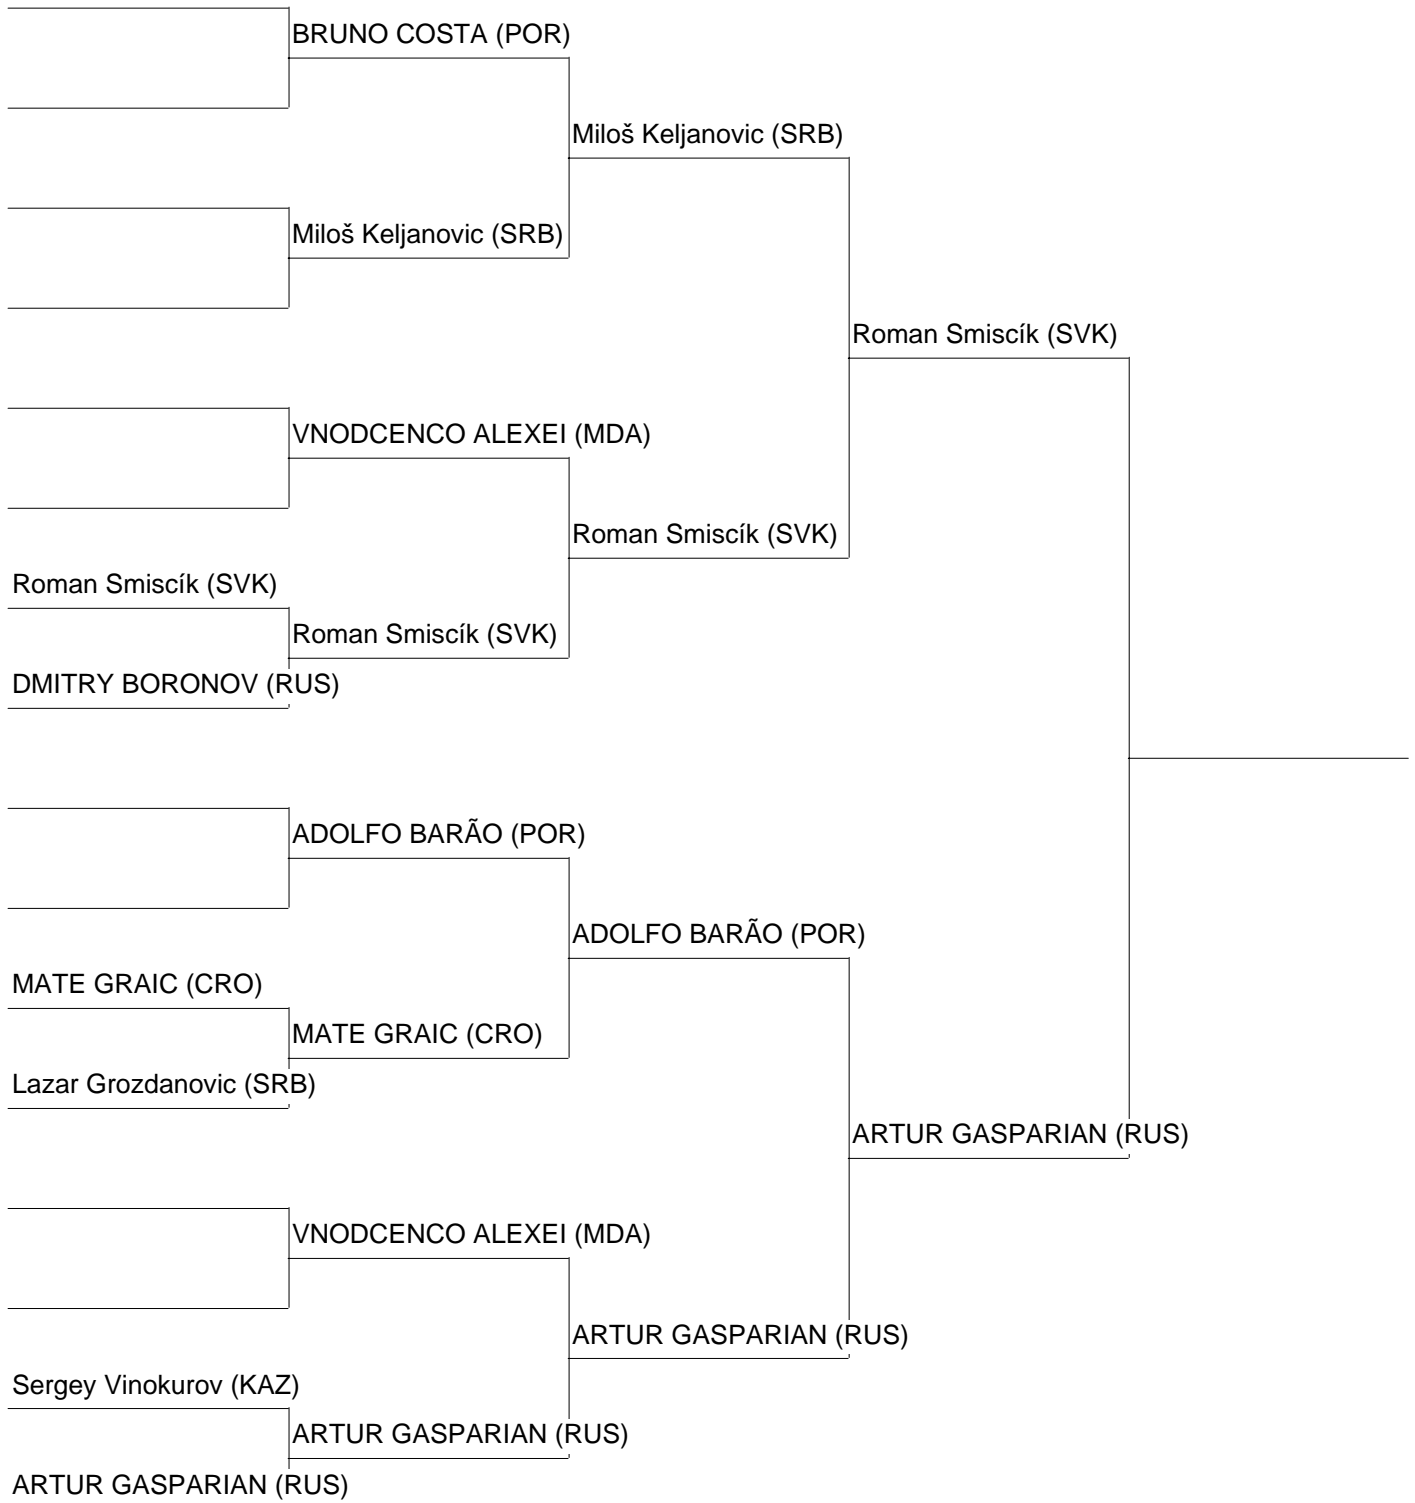 BRUNO COSTA (POR)
Miloš Keljanovic (SRB)
Miloš Keljanovic (SRB)
Roman Smiscík (SVK)
VNODCENCO ALEXEI (MDA)
Roman Smiscík (SVK)
Roman Smiscík (SVK)
Roman Smiscík (SVK)
DMITRY BORONOV (RUS)
ADOLFO BARÃO (POR)
ADOLFO BARÃO (POR)
MATE GRAIC (CRO)
MATE GRAIC (CRO)
Lazar Grozdanovic (SRB)
ARTUR GASPARIAN (RUS)
VNODCENCO ALEXEI (MDA)
ARTUR GASPARIAN (RUS)
Sergey Vinokurov (KAZ)
ARTUR GASPARIAN (RUS)
ARTUR GASPARIAN (RUS)